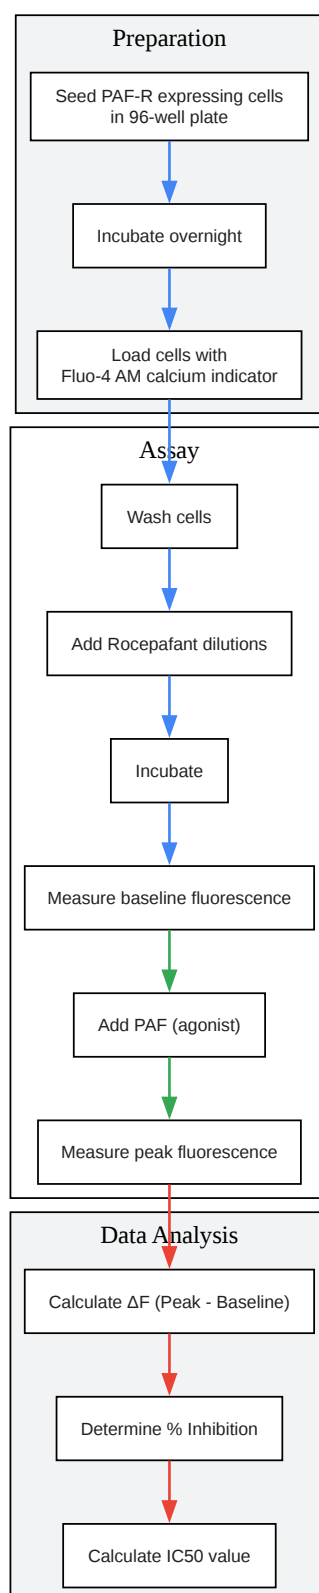 Preparation
Seed PAF-R expressing cells
in 96-well plate
Incubate overnight
Load cells with
Fluo-4 AM calcium indicator
Assay
Wash cells
Add Rocepafant dilutions
Incubate
Measure baseline fluorescence
Add PAF (agonist)
Measure peak fluorescence
Data Analysis
Calculate ΔF (Peak - Baseline)
Determine % Inhibition
Calculate IC50 value